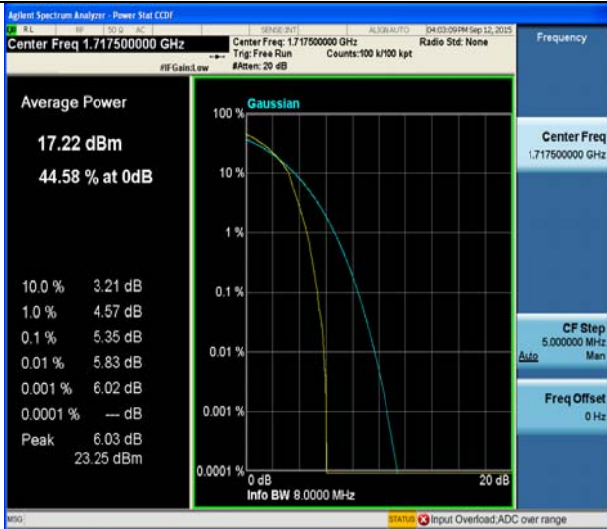 Agilent Spectrum Analyzer - Power Stat CCDF
RL RF 50 Ω AC SENSE:INT ALIGNAUTO 04:03:09PM Sep 12, 2015
Center Freq 1.717500000 GHz
Center Freq: 1.717500000 GHz Radio Std: None
Trig: Free Run Counts:100 k/100 kpt
#IFGain:Low #Atten: 20 dB
Frequency
Average Power
17.22 dBm
44.58 % at 0dB
10.0 % 3.21 dB
1.0 % 4.57 dB
0.1 % 5.35 dB
0.01 % 5.83 dB
0.001 % 6.02 dB
0.0001 % --- dB
Peak 6.03 dB
23.25 dBm
Gaussian
100 %
10 %
1 %
0.1 %
0.01 %
0.001 %
0.0001 %
0 dB 20 dB
Info BW 8.0000 MHz
Center Freq
1.717500000 GHz
CF Step
5.000000 MHz
Auto Man
Freq Offset
0 Hz
MSG STATUS Input Overload;ADC over range